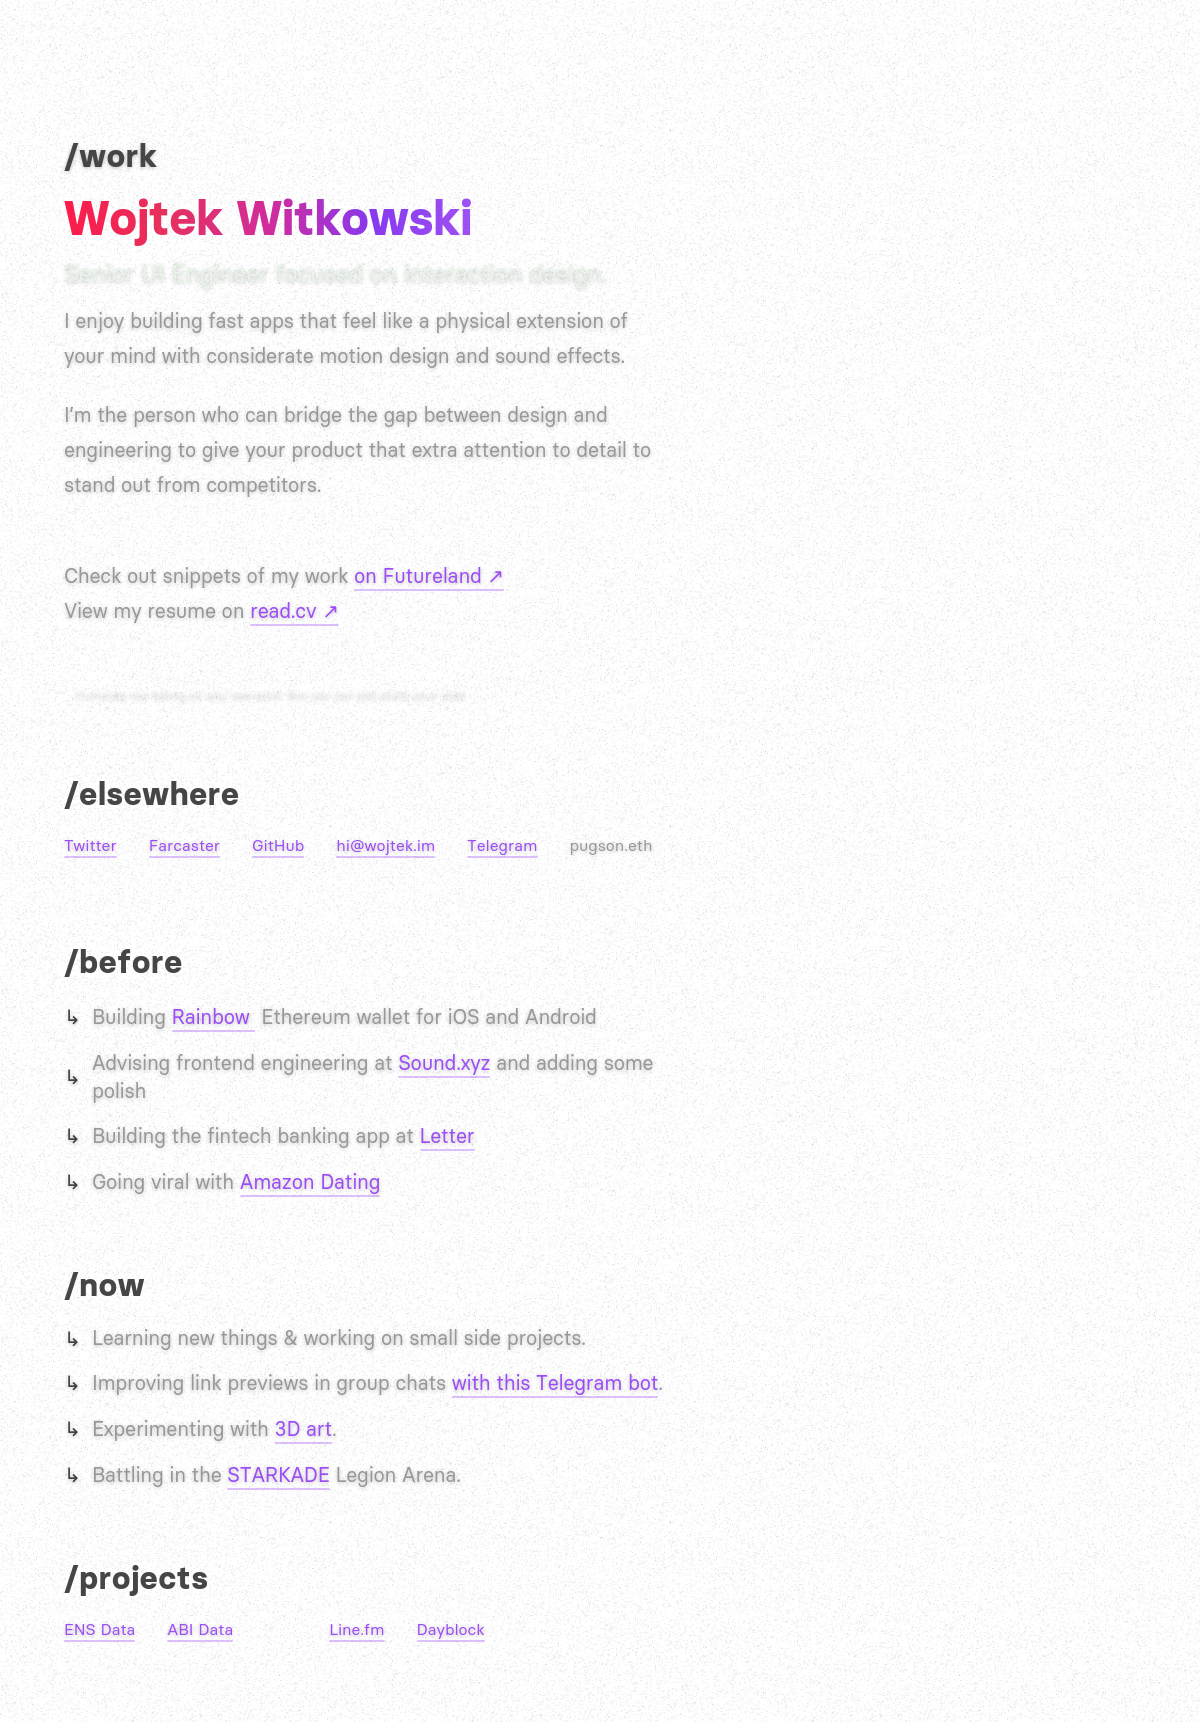 /work
Wojtek Witkowski
Senior UI Engineer focused on interaction design.
I enjoy building fast apps that feel like a physical extension of
your mind with considerate motion design and sound effects.
I’m the person who can bridge the gap between design and
engineering to give your product that extra attention to detail to
stand out from competitors.
Check out snippets of my work on Futureland ↗
View my resume on read.cv ↗
/elsewhere
Twitter Farcaster GitHub hi@wojtek.im Telegram pugson.eth
/before
↳ Building Rainbow Ethereum wallet for iOS and Android
↳ Advising frontend engineering at Sound.xyz and adding some
polish
↳ Building the fintech banking app at Letter
↳ Going viral with Amazon Dating
/now
↳ Learning new things & working on small side projects.
↳ Improving link previews in group chats with this Telegram bot.
↳ Experimenting with 3D art.
↳ Battling in the STARKADE Legion Arena.
/projects
ENS Data ABI Data Line.fm Dayblock